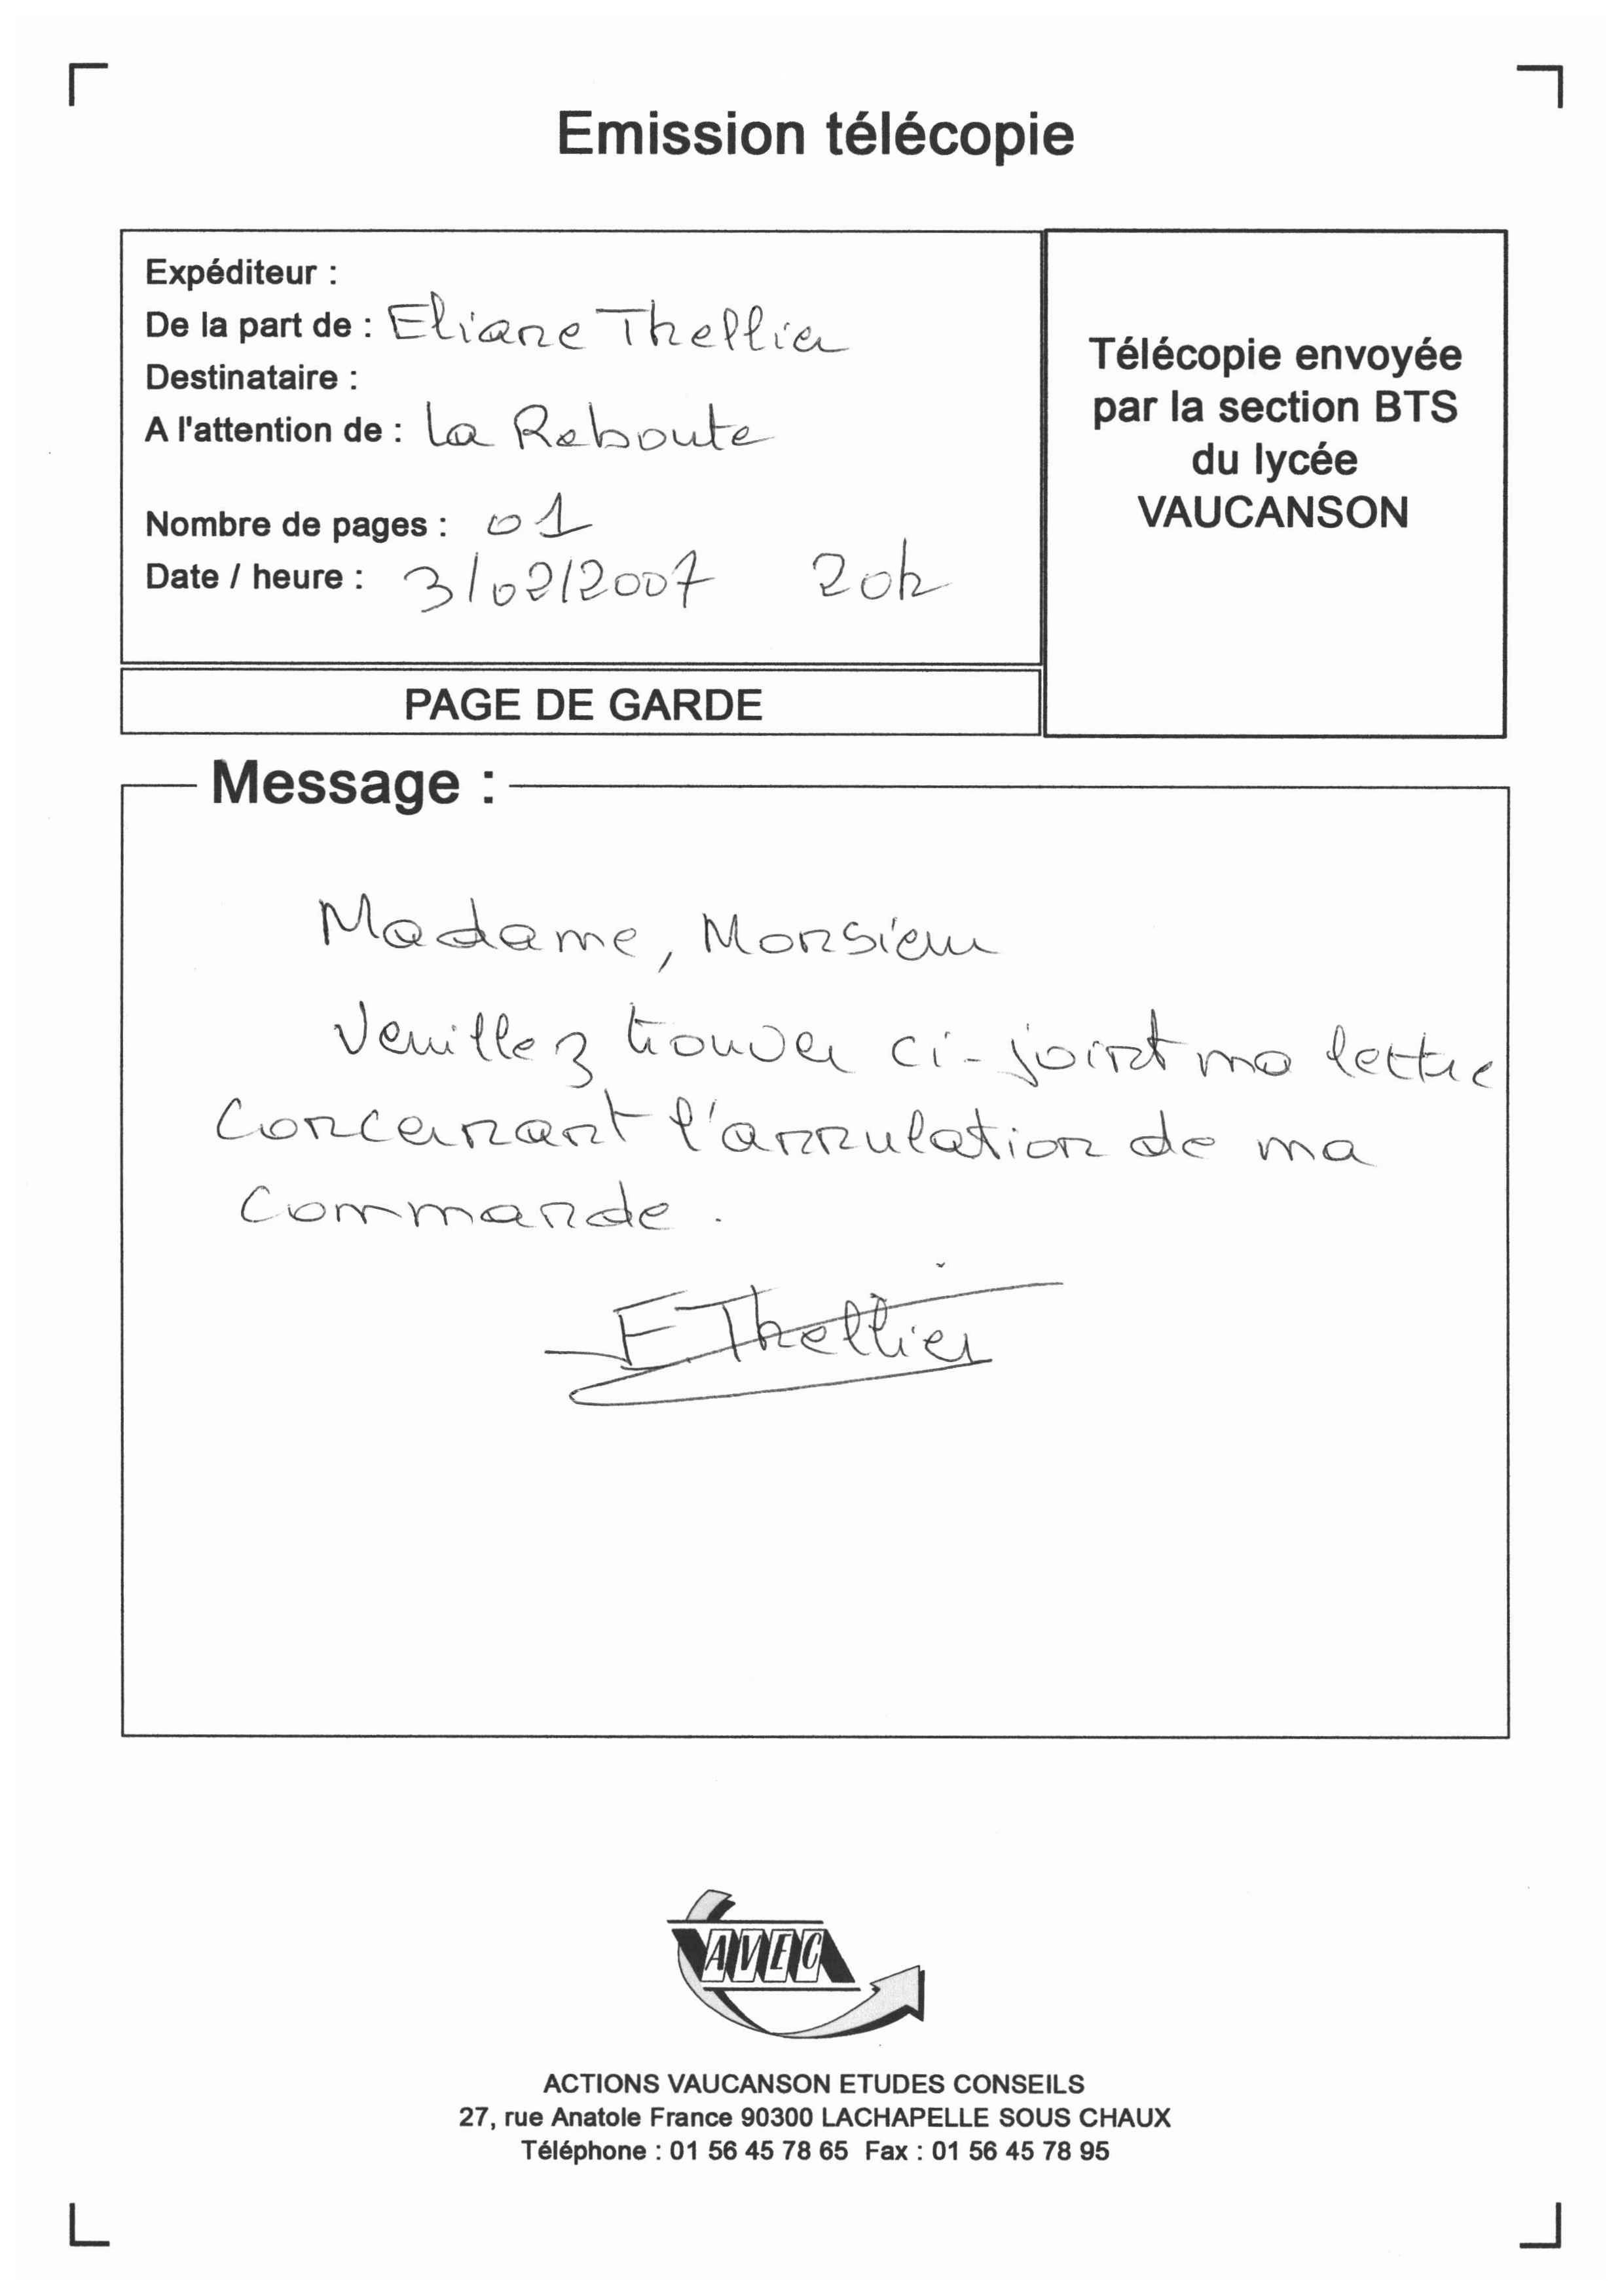 Emission télécopie
Expéditeur :
De la part de : Eliane Thellier
Destinataire :
A l'attention de : La Reboute
Nombre de pages : 01
Date / heure : 3/02/2007 20h
Télécopie envoyée
par la section BTS
du lycée
VAUCANSON
PAGE DE GARDE
Message :
Madame, Monsieur
Veuillez trouver ci-joint ma lettre
Concernant l'annulation de ma
Commande.
E Thellier
AVEC
ACTIONS VAUCANSON ETUDES CONSEILS
27, rue Anatole France 90300 LACHAPELLE SOUS CHAUX
Téléphone : 01 56 45 78 65 Fax : 01 56 45 78 95